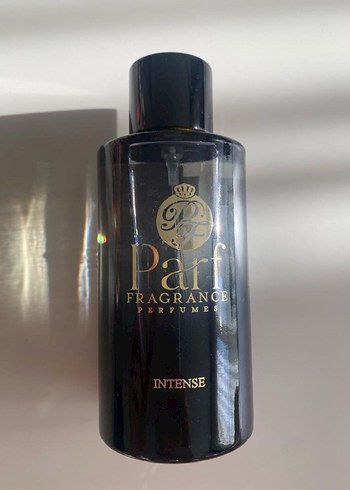 Parf
FRAGRANCE
PERFUMES
INTENSE